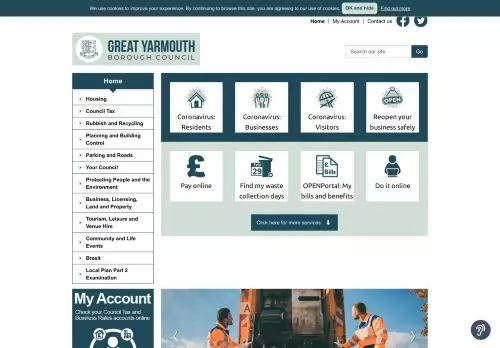 We use cookies to improve your experience. By continuing to browse this site, you are agreeing to our use of cookies. OK and hide Find out more
Home | My Account | Contact us
GREAT YARMOUTH
BOROUGH COUNCIL
Search our site Go
Home
Housing
Council Tax
Rubbish and Recycling
Planning and Building
Control
Parking and Roads
Your Council
Protecting People and the
Environment
Business, Licensing,
Land and Property
Tourism, Leisure and
Venue Hire
Community and Life
Events
Brexit
Local Plan Part 2
Examination
Coronavirus:
Residents
Coronavirus:
Businesses
Coronavirus:
Visitors
OPEN
Reopen your
business safely
£
Pay online
29
Find my waste
collection days
£Bills
OPENPortal: My
bills and benefits
Do it online
Click here for more services
My Account
Check your Council Tax and
Business Rates accounts online